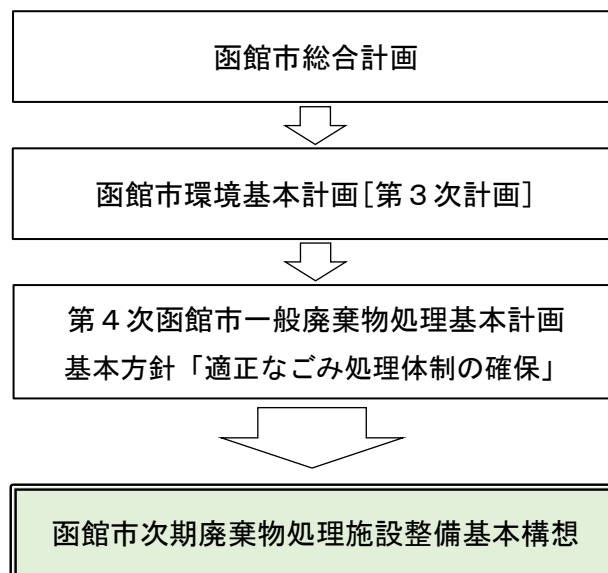 函館市総合計画
函館市環境基本計画[第３次計画]
第４次函館市一般廃棄物処理基本計画
基本方針「適正なごみ処理体制の確保」
函館市次期廃棄物処理施設整備基本構想